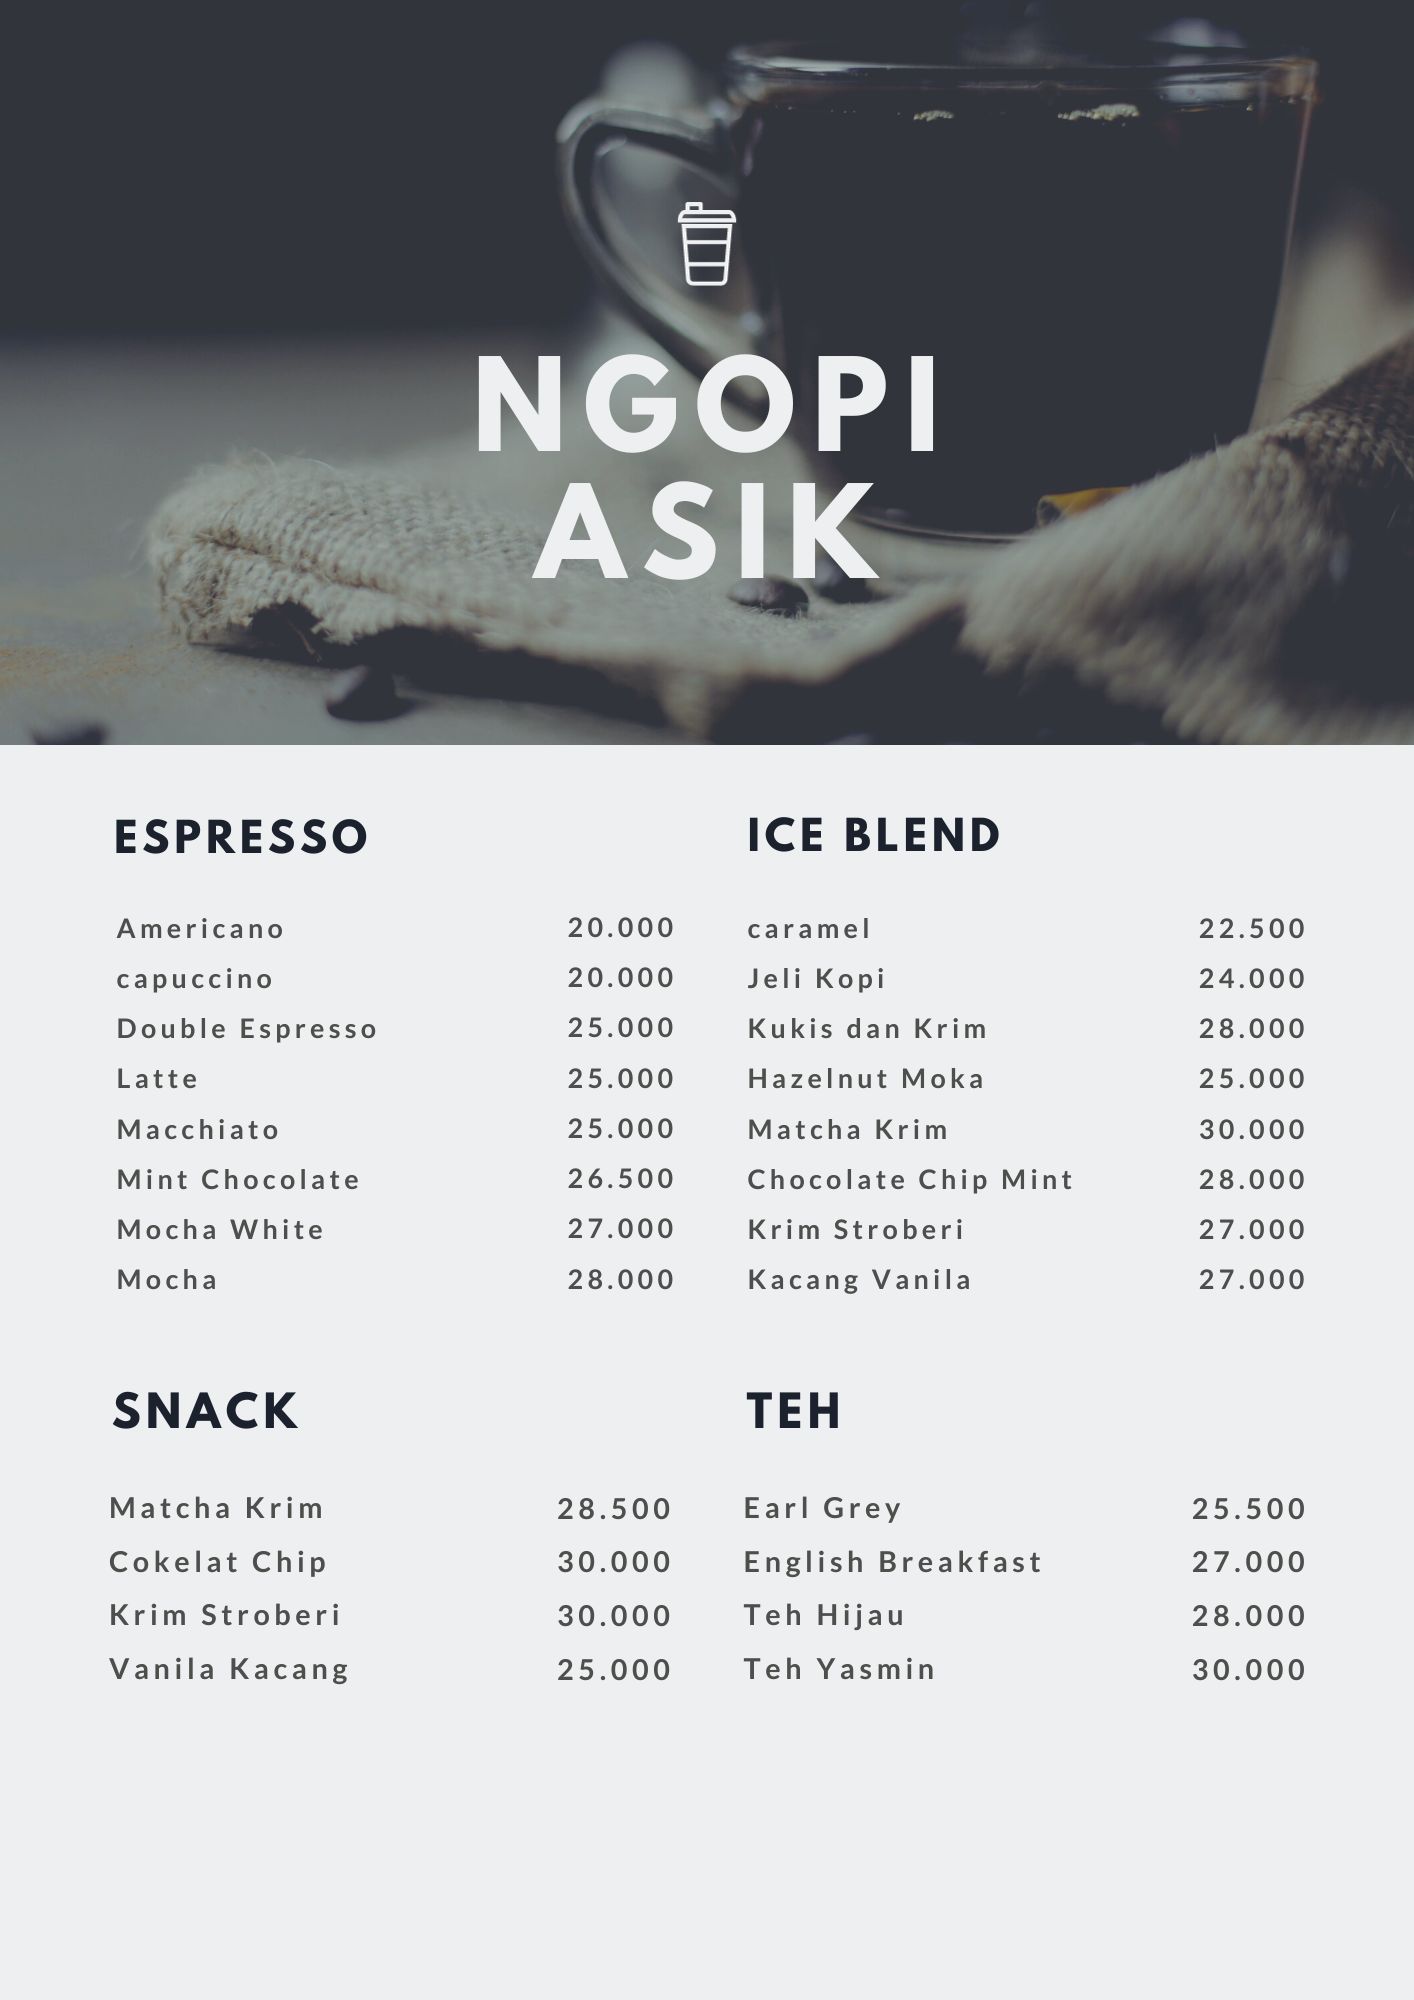 NGOPI
ASIK
ESPRESSO
Americano 20.000
capuccino 20.000
Double Espresso 25.000
Latte 25.000
Macchiato 25.000
Mint Chocolate 26.500
Mocha White 27.000
Mocha 28.000
ICE BLEND
caramel 22.500
Jeli Kopi 24.000
Kukis dan Krim 28.000
Hazelnut Moka 25.000
Matcha Krim 30.000
Chocolate Chip Mint 28.000
Krim Stroberi 27.000
Kacang Vanila 27.000
SNACK
Matcha Krim 28.500
Cokelat Chip 30.000
Krim Stroberi 30.000
Vanila Kacang 25.000
TEH
Earl Grey 25.500
English Breakfast 27.000
Teh Hijau 28.000
Teh Yasmin 30.000